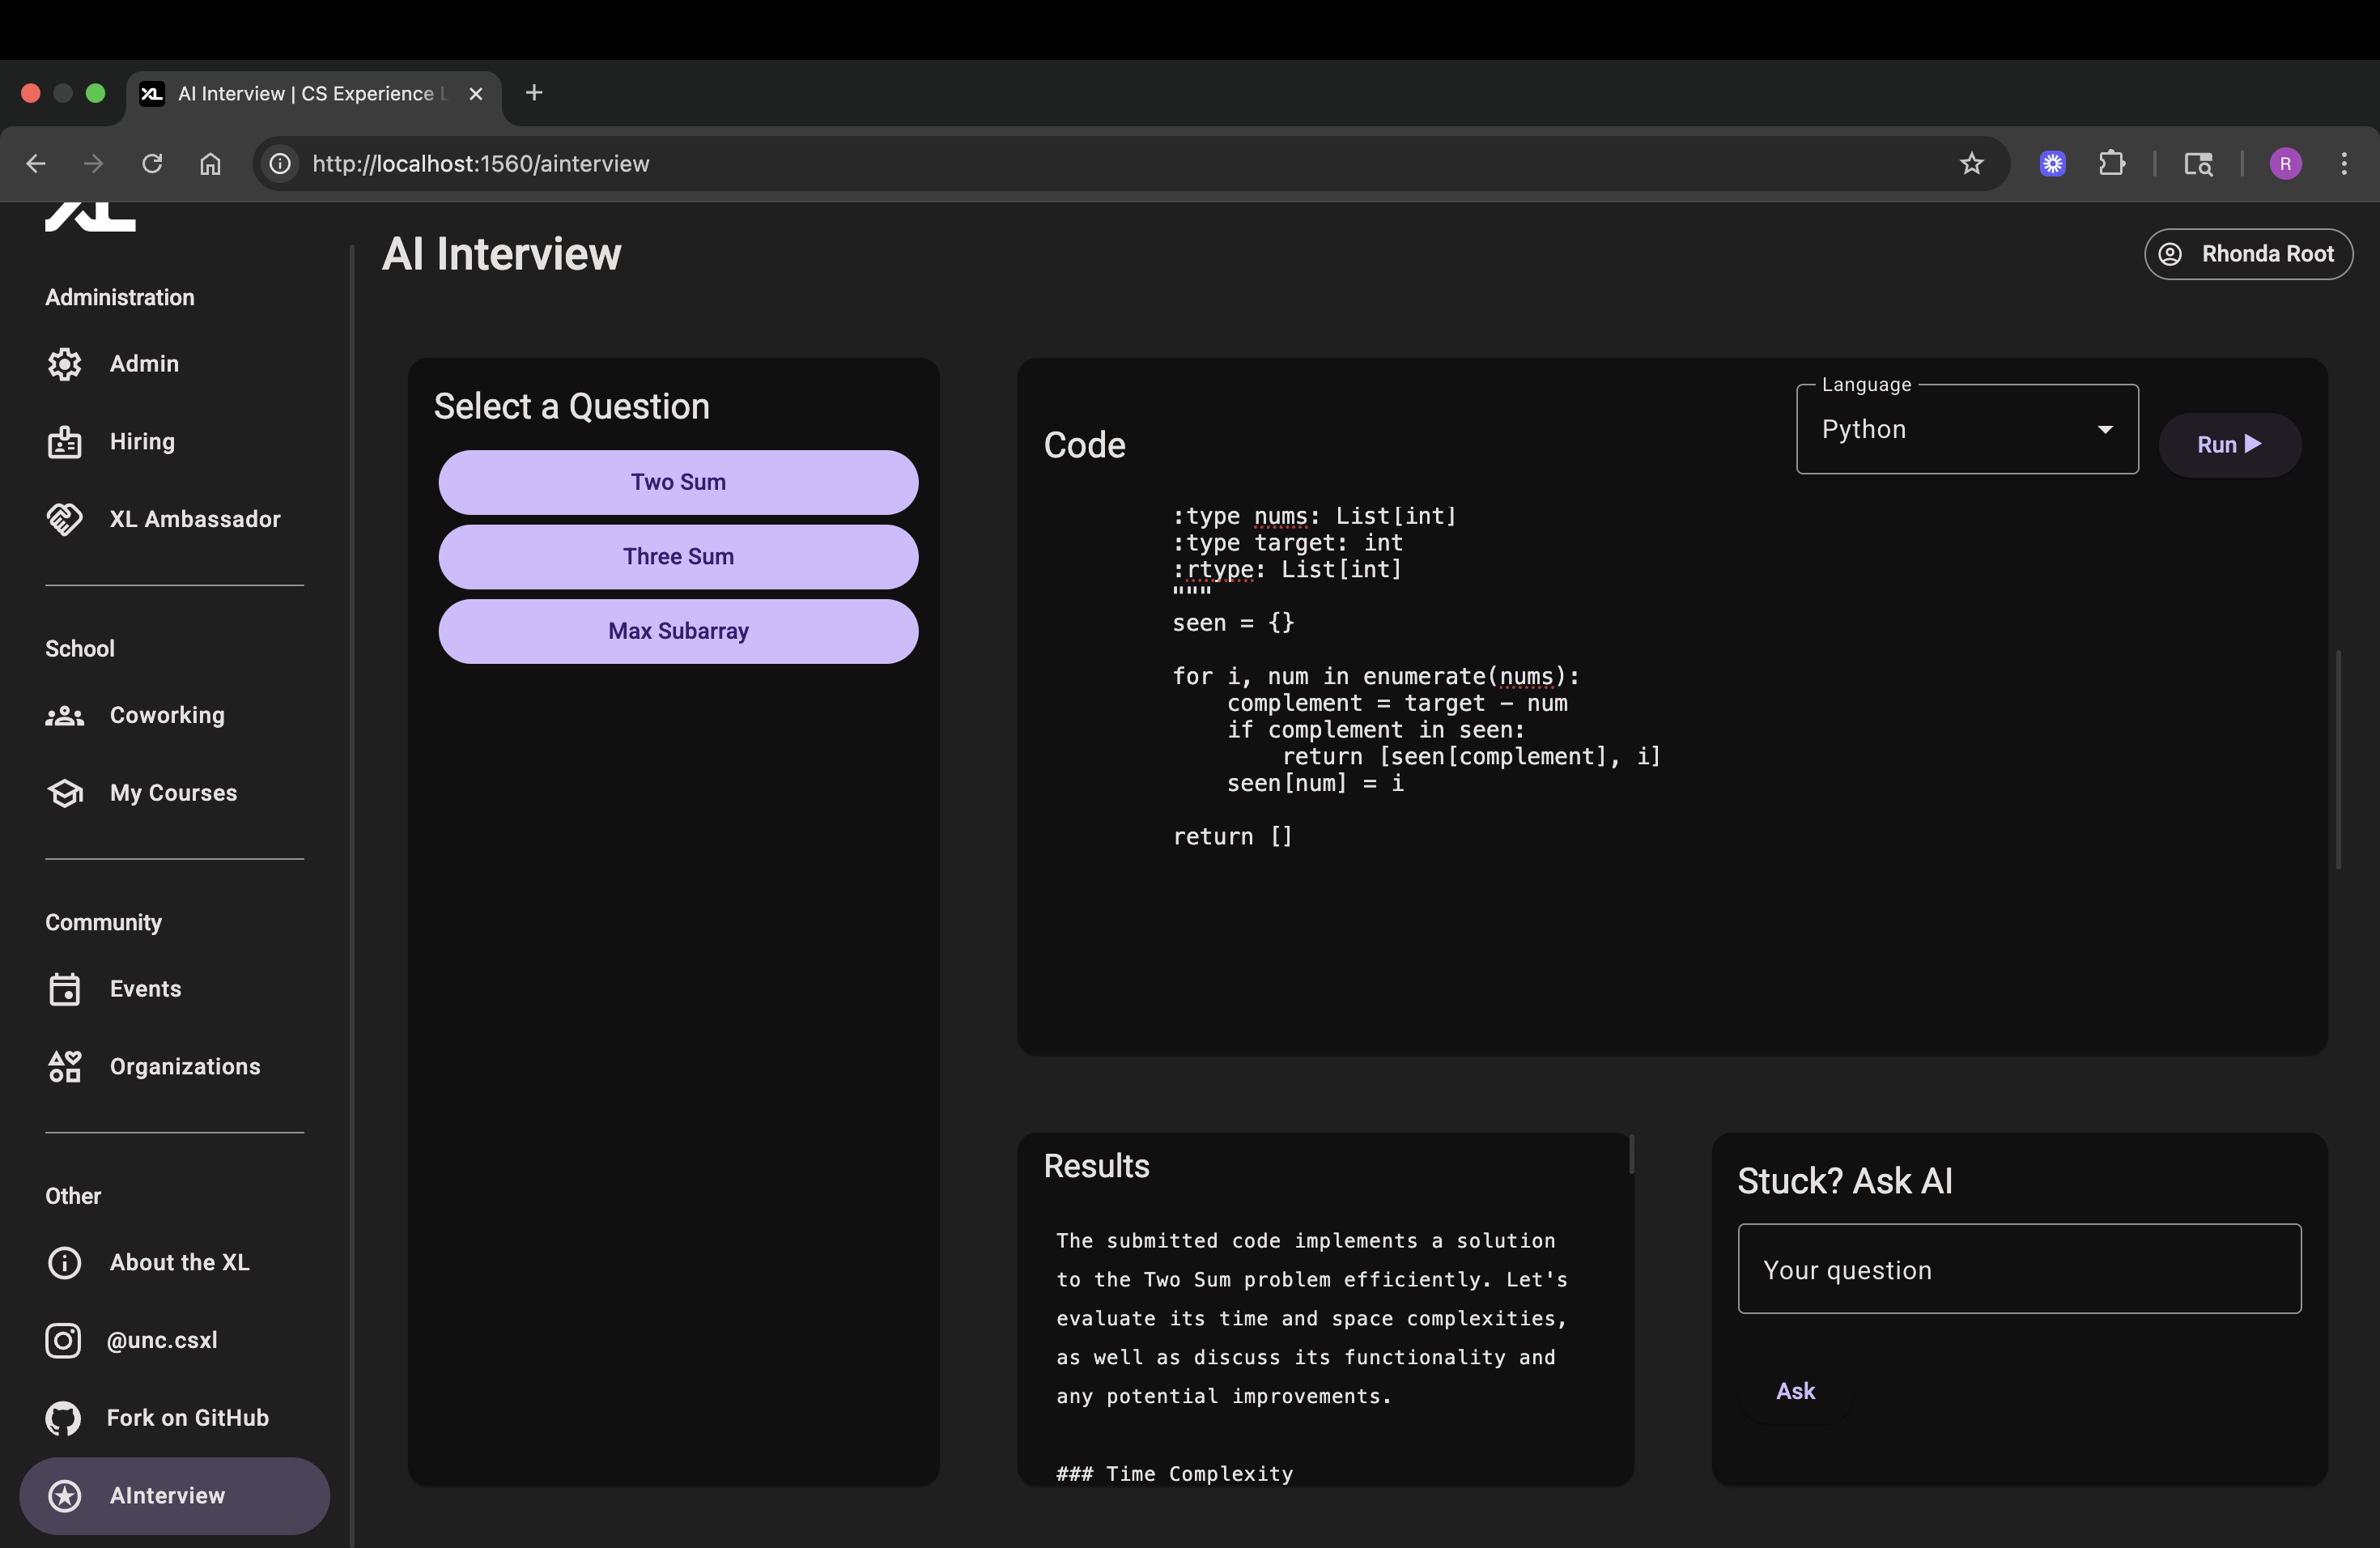 AI Interview | CS Experience
http://localhost:1560/ainterview
R
XL
AI Interview
Rhonda Root
Administration
Admin
Hiring
XL Ambassador
School
Coworking
My Courses
Community
Events
Organizations
Other
About the XL
@unc.csxl
Fork on GitHub
AInterview
Select a Question
Two Sum
Three Sum
Max Subarray
Code
Language
Python
Run
:type nums: List[int]
:type target: int
:rtype: List[int]
"""
seen = {}
for i, num in enumerate(nums):
complement = target - num
if complement in seen:
return [seen[complement], i]
seen[num] = i
return []
Results
The submitted code implements a solution
to the Two Sum problem efficiently. Let's
evaluate its time and space complexities,
as well as discuss its functionality and
any potential improvements.
### Time Complexity
Stuck? Ask AI
Your question
Ask